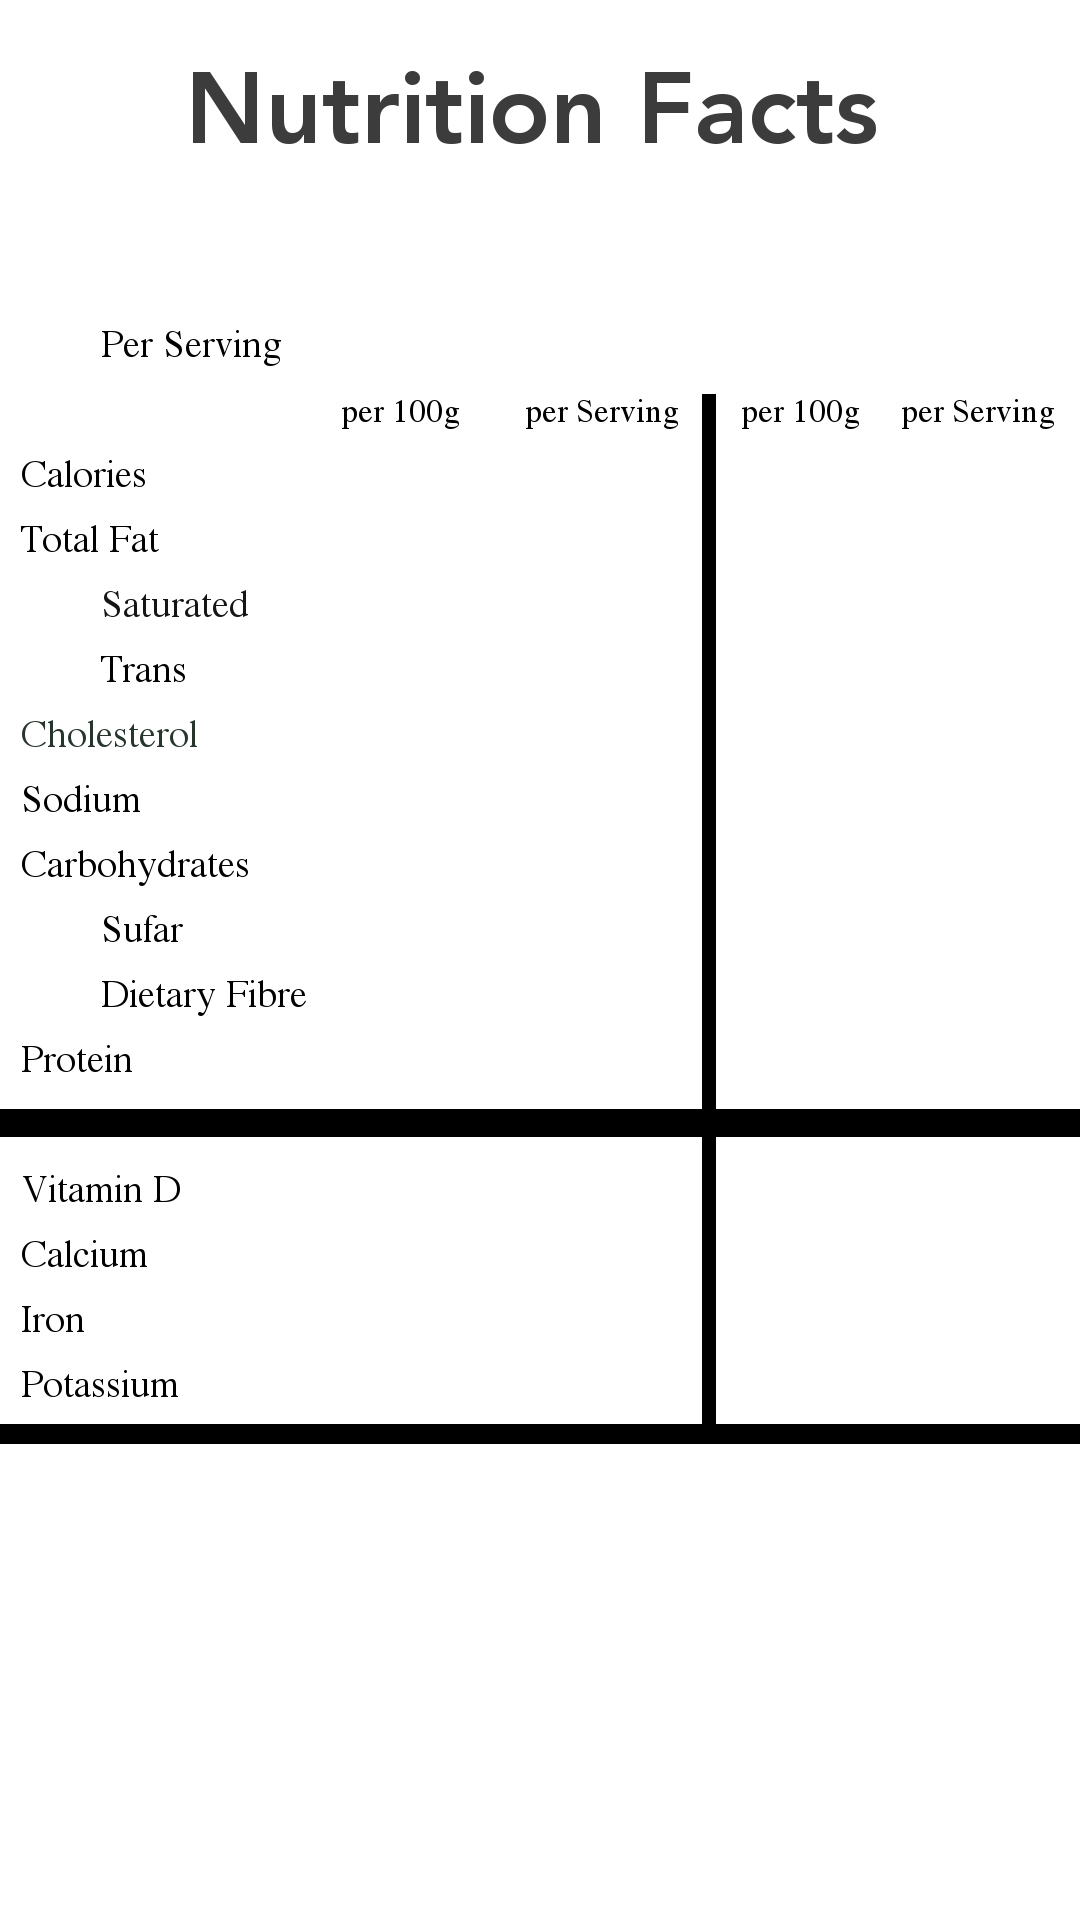 Nutrition Facts
Per Serving
per 100g per Serving per 100g per Serving
Calories
Total Fat
Saturated
Trans
Cholesterol
Sodium
Carbohydrates
Sufar
Dietary Fibre
Protein
Vitamin D
Calcium
Iron
Potassium